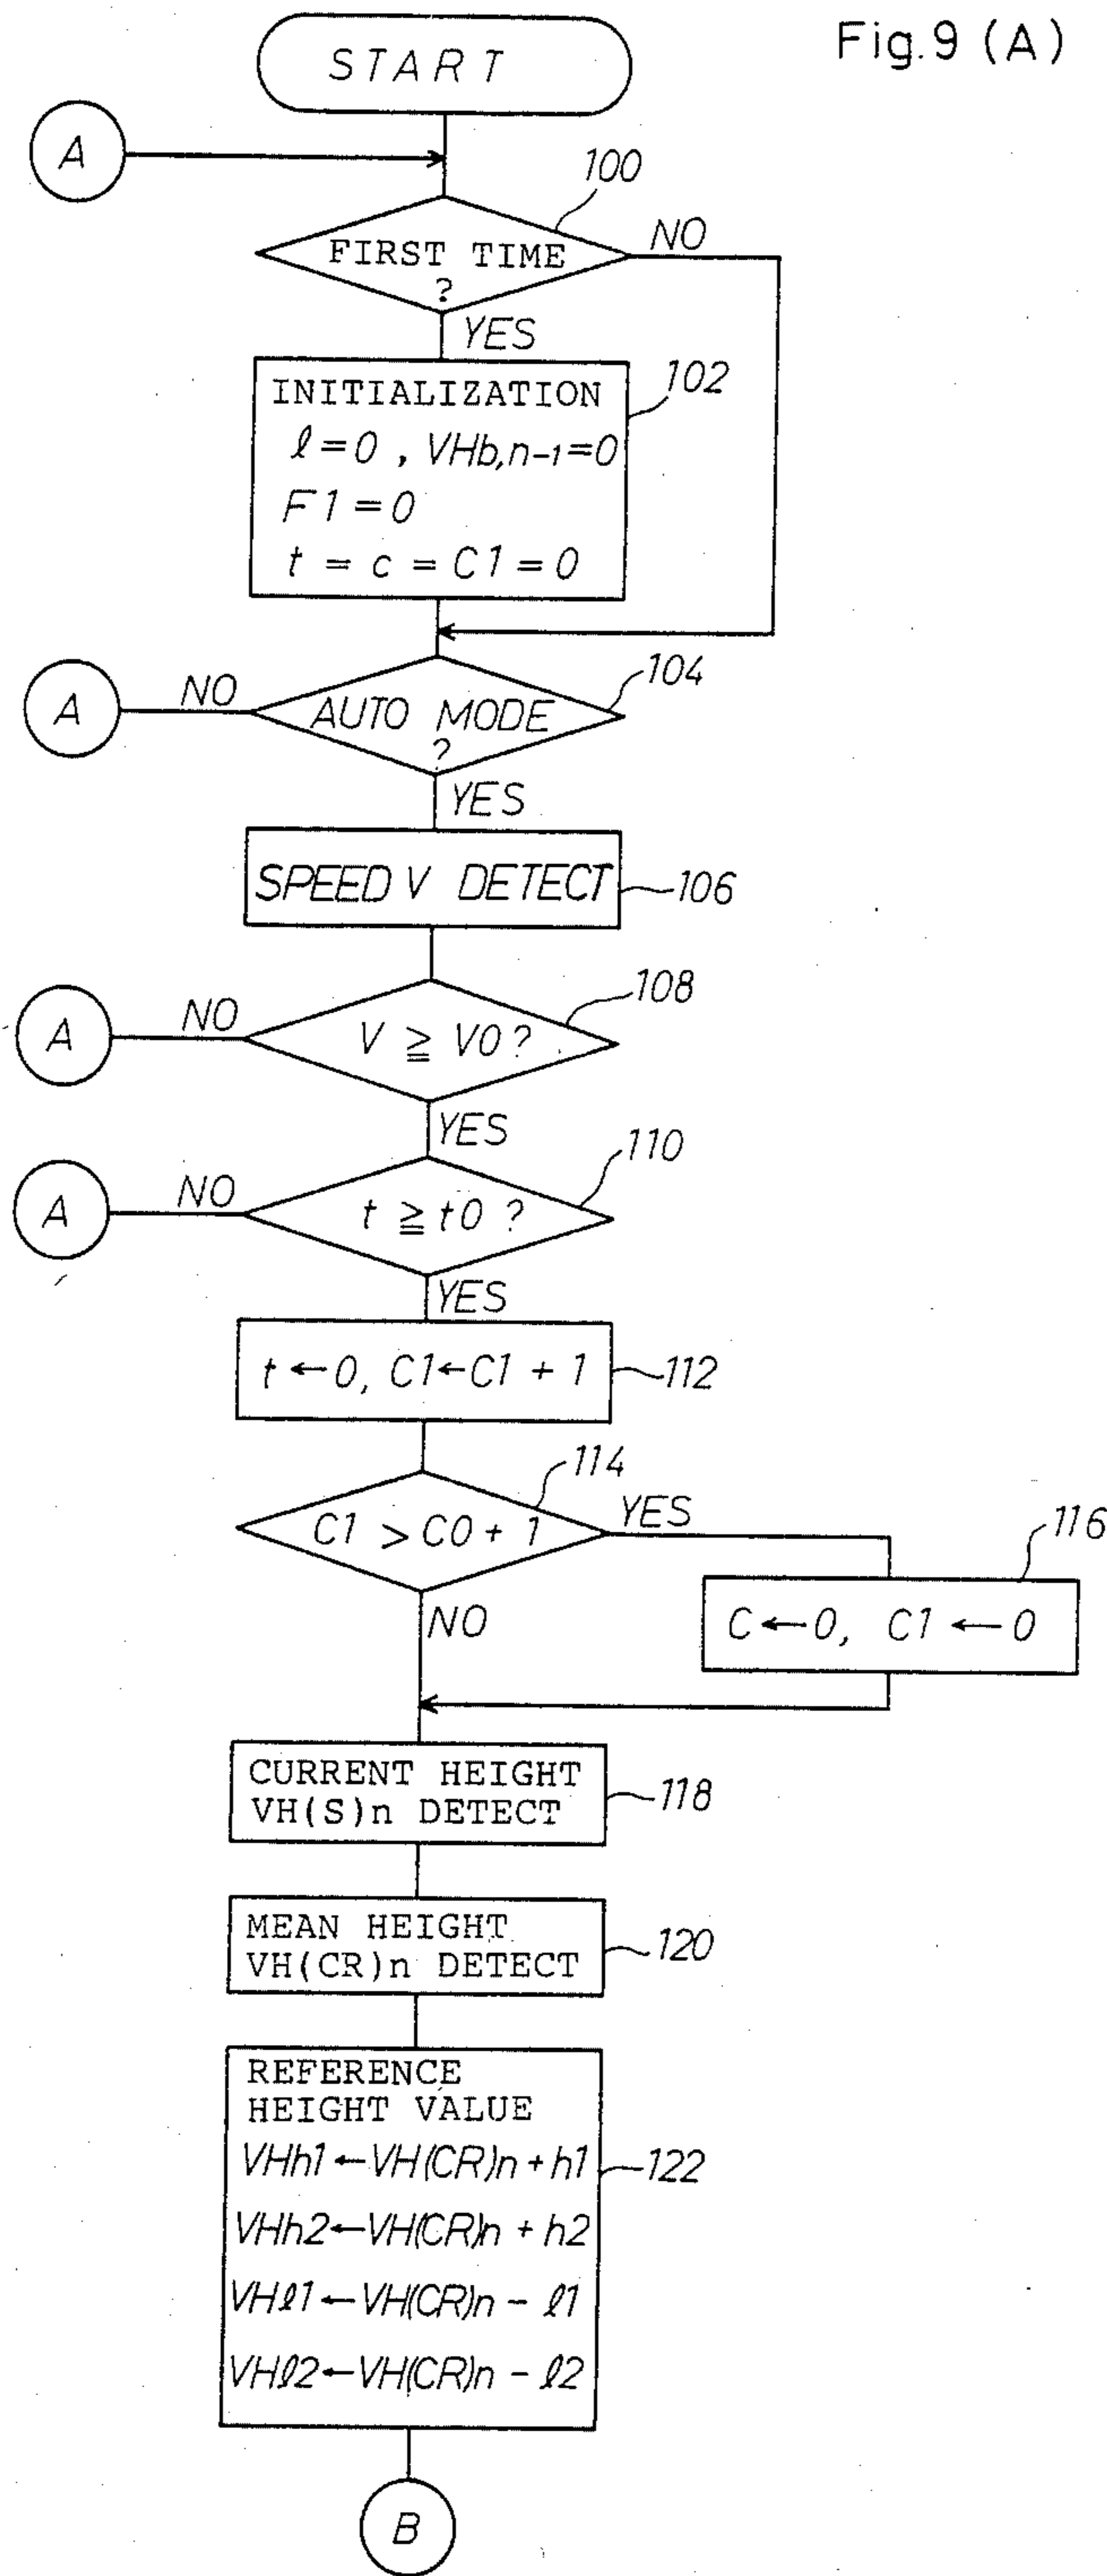 Fig.9 (A)
START
A
100
FIRST TIME
?
NO
YES
102
INITIALIZATION
ℓ=0 , VHb,n-1=0
F1=0
t = c = C1 = 0
104
A
NO
AUTO MODE
?
YES
SPEED V DETECT
106
108
A
NO
V ≧ V0 ?
YES
110
A
NO
t ≧ t0 ?
YES
t←0, C1←C1 + 1
112
114
C1 > C0 + 1
YES
116
NO
C←0, C1 ←0
CURRENT HEIGHT
VH(S)n DETECT
118
MEAN HEIGHT
VH(CR)n DETECT
120
REFERENCE
HEIGHT VALUE
VHh1←VH(CR)n + h1
122
VHh2←VH(CR)n + h2
VHℓ1←VH(CR)n - ℓ1
VHℓ2←VH(CR)n - ℓ2
B